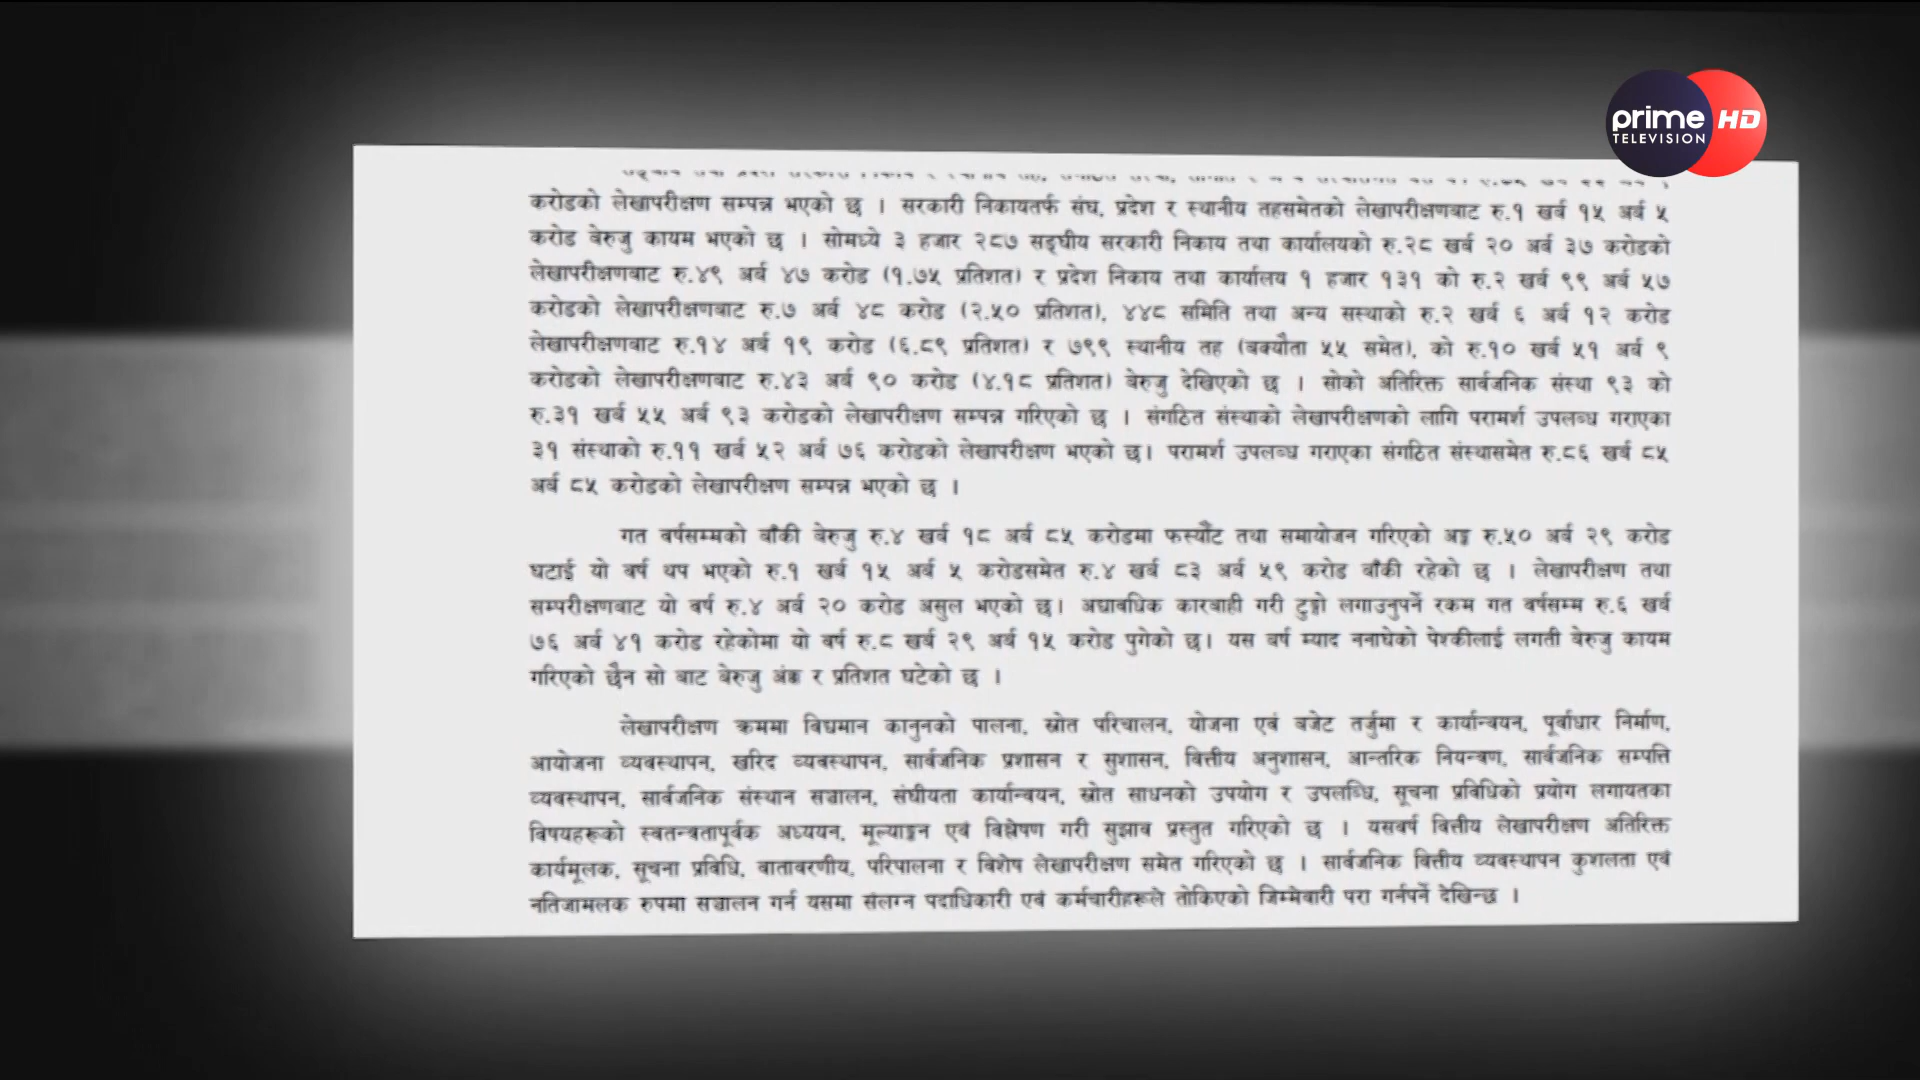 prime HD
TELEVISION
करोडको लेखापरीक्षण सम्पन्न भएको छ । सरकारी निकायतर्फ संघ, प्रदेश र स्थानीय तहसमेतको लेखापरीक्षणबाट रु.१ खर्ब १५ अर्ब ५
करोड बेरुजु कायम भएको छ । सोमध्ये ३ हजार २८७ सङ्घीय सरकारी निकाय तथा कार्यालयको रु.२८ खर्ब २० अर्ब ३७ करोडको
लेखापरीक्षणबाट रु.४९ अर्ब ४७ करोड (१.७५ प्रतिशत) र प्रदेश निकाय तथा कार्यालय १ हजार १३१ को रु.२ खर्ब ९९ अर्ब ५७
करोडको लेखापरीक्षणबाट रु.७ अर्ब ४८ करोड (२.५० प्रतिशत), ४४८ समिति तथा अन्य सस्थाको रु.२ खर्ब ६ अर्ब १२ करोड
लेखापरीक्षणबाट रु.१४ अर्ब १९ करोड (६.८९ प्रतिशत) र ७९९ स्थानीय तह (बक्यौता ५५ समेत), को रु.१० खर्ब ५१ अर्ब ९
करोडको लेखापरीक्षणबाट रु.४३ अर्ब ९० करोड (४.१८ प्रतिशत) बेरुजु देखिएको छ । सोको अतिरिक्त सार्वजनिक संस्था ९३ को
रु.३१ खर्ब ५५ अर्ब ९३ करोडको लेखापरीक्षण सम्पन्न गरिएको छ । संगठित संस्थाको लेखापरीक्षणको लागि परामर्श उपलब्ध गराएका
३१ संस्थाको रु.११ खर्ब ५२ अर्ब ७६ करोडको लेखापरीक्षण भएको छ। परामर्श उपलब्ध गराएका संगठित संस्थासमेत रु.८६ खर्ब ८५
अर्ब ८५ करोडको लेखापरीक्षण सम्पन्न भएको छ ।
गत वर्षसम्मको बाँकी बेरुजु रु.४ खर्ब १८ अर्ब ८५ करोडमा फर्स्यौट तथा समायोजन गरिएको अङ्क रु.५० अर्ब २९ करोड
घटाई यो वर्ष थप भएको रु.१ खर्ब १५ अर्ब ५ करोडसमेत रु.४ खर्ब ८३ अर्ब ५९ करोड बाँकी रहेको छ । लेखापरीक्षण तथा
सम्परीक्षणबाट यो वर्ष रु.४ अर्ब २० करोड असुल भएको छ। अद्यावधिक कारबाही गरी टुङ्गो लगाउनुपर्ने रकम गत वर्षसम्म रु.६ खर्ब
७६ अर्ब ४१ करोड रहेकोमा यो वर्ष रु.८ खर्ब २९ अर्ब १५ करोड पुगेको छ। यस वर्ष म्याद ननाघेको पेश्कीलाई लगती बेरुजु कायम
गरिएको छैन सो बाट बेरुजु अंङ्क र प्रतिशत घटेको छ ।
लेखापरीक्षण क्रममा विद्यमान कानुनको पालना, स्रोत परिचालन, योजना एवं बजेट तर्जुमा र कार्यान्वयन, पूर्वाधार निर्माण,
आयोजना व्यवस्थापन, खरिद व्यवस्थापन, सार्वजनिक प्रशासन र सुशासन, वित्तीय अनुशासन, आन्तरिक नियन्त्रण, सार्वजनिक सम्पत्ति
व्यवस्थापन, सार्वजनिक संस्थान सञ्चालन, संघीयता कार्यान्वयन, स्रोत साधनको उपयोग र उपलब्धि, सूचना प्रविधिको प्रयोग लगायतका
विषयहरूको स्वतन्त्रतापूर्वक अध्ययन, मूल्याङ्कन एवं विश्लेषण गरी सुझाव प्रस्तुत गरिएको छ । यसवर्ष वित्तीय लेखापरीक्षण अतिरिक्त
कार्यमूलक, सूचना प्रविधि, वातावरणीय, परिपालना र विशेष लेखापरीक्षण समेत गरिएको छ । सार्वजनिक वित्तीय व्यवस्थापन कुशलता एवं
नतिजामूलक रुपमा सञ्चालन गर्न यसमा संलग्न पदाधिकारी एवं कर्मचारीहरूले तोकिएको जिम्मेवारी पूरा गर्नुपर्ने देखिन्छ ।